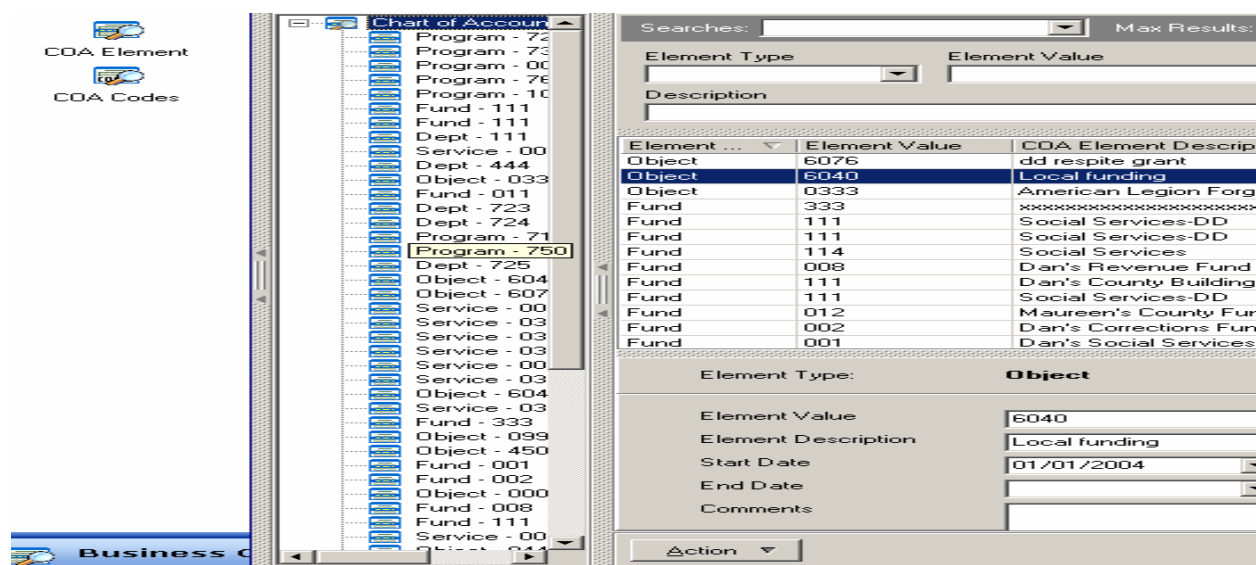 COA Element
COA Codes
Business
Chart of Accoun
Program - 72
Program - 73
Program - 00
Program - 76
Program - 10
Fund - 111
Fund - 111
Dept - 111
Service - 00
Dept - 444
Object - 033
Fund - 011
Dept - 723
Dept - 724
Program - 71
Program - 750
Dept - 725
Object - 604
Object - 607
Service - 00
Service - 03
Service - 03
Service - 03
Service - 00
Service - 03
Object - 604
Service - 03
Fund - 333
Object - 099
Object - 450
Fund - 001
Fund - 002
Object - 000
Fund - 008
Fund - 111
Service - 00
Searches: Max Results:
Element Type Element Value
Description
Element ... Element Value COA Element Descrip
Object 6076 dd respite grant
Object 6040 Local funding
Object 0333 American Legion Forg
Fund 333 xxxxxxxxxxxxxxxxxxxxxx
Fund 111 Social Services-DD
Fund 111 Social Services-DD
Fund 114 Social Services
Fund 008 Dan's Revenue Fund
Fund 111 Dan's County Building
Fund 111 Social Services-DD
Fund 012 Maureen's County Fur
Fund 002 Dan's Corrections Fun
Fund 001 Dan's Social Services
Element Type: Object
Element Value 6040
Element Description Local funding
Start Date 01/01/2004
End Date
Comments
Action